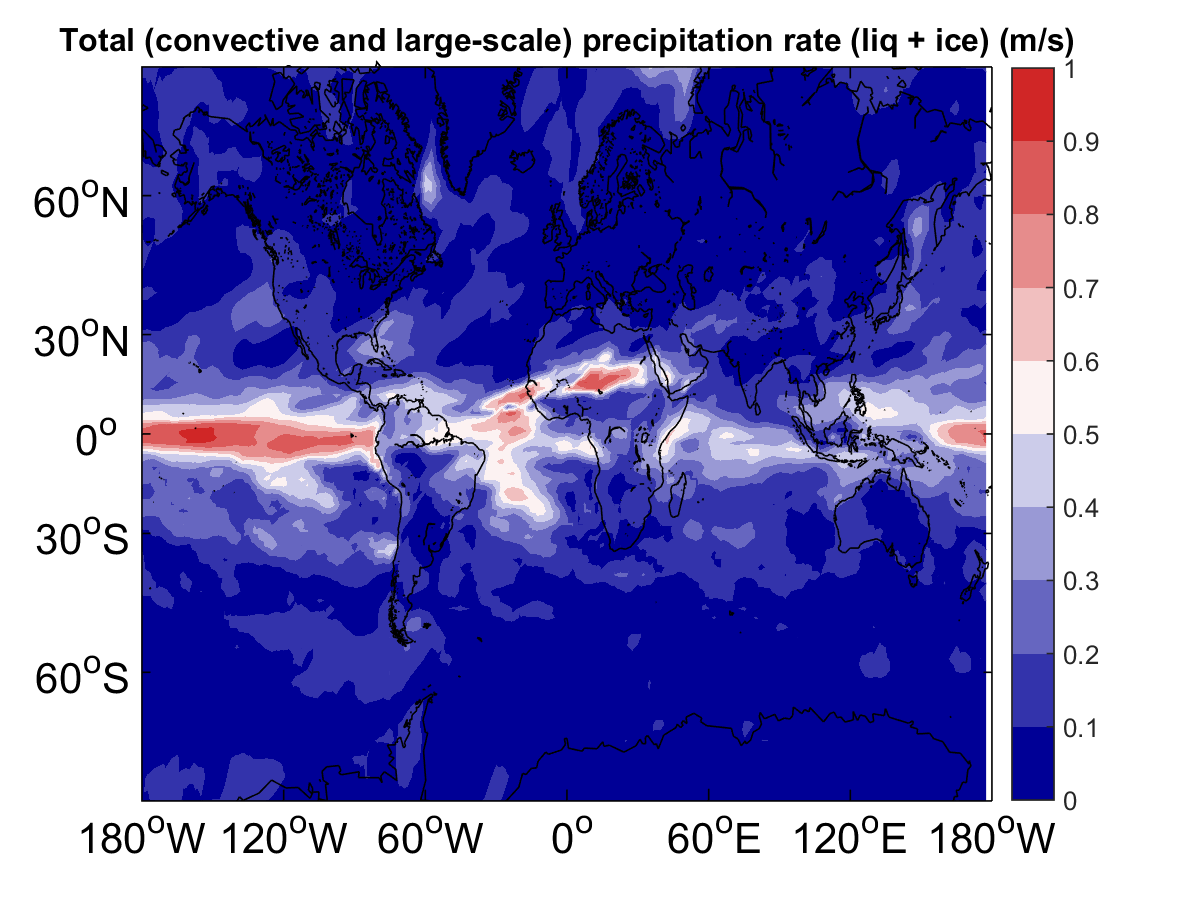 Total (convective and large-scale) precipitation rate (liq + ice) (m/s)
1
0.9
0.8
0.7
0.6
0.5
0.4
0.3
0.2
0.1
0
60°N
30°N
0°
30°S
60°S
180°W 120°W 60°W 0° 60°E 120°E 180°W